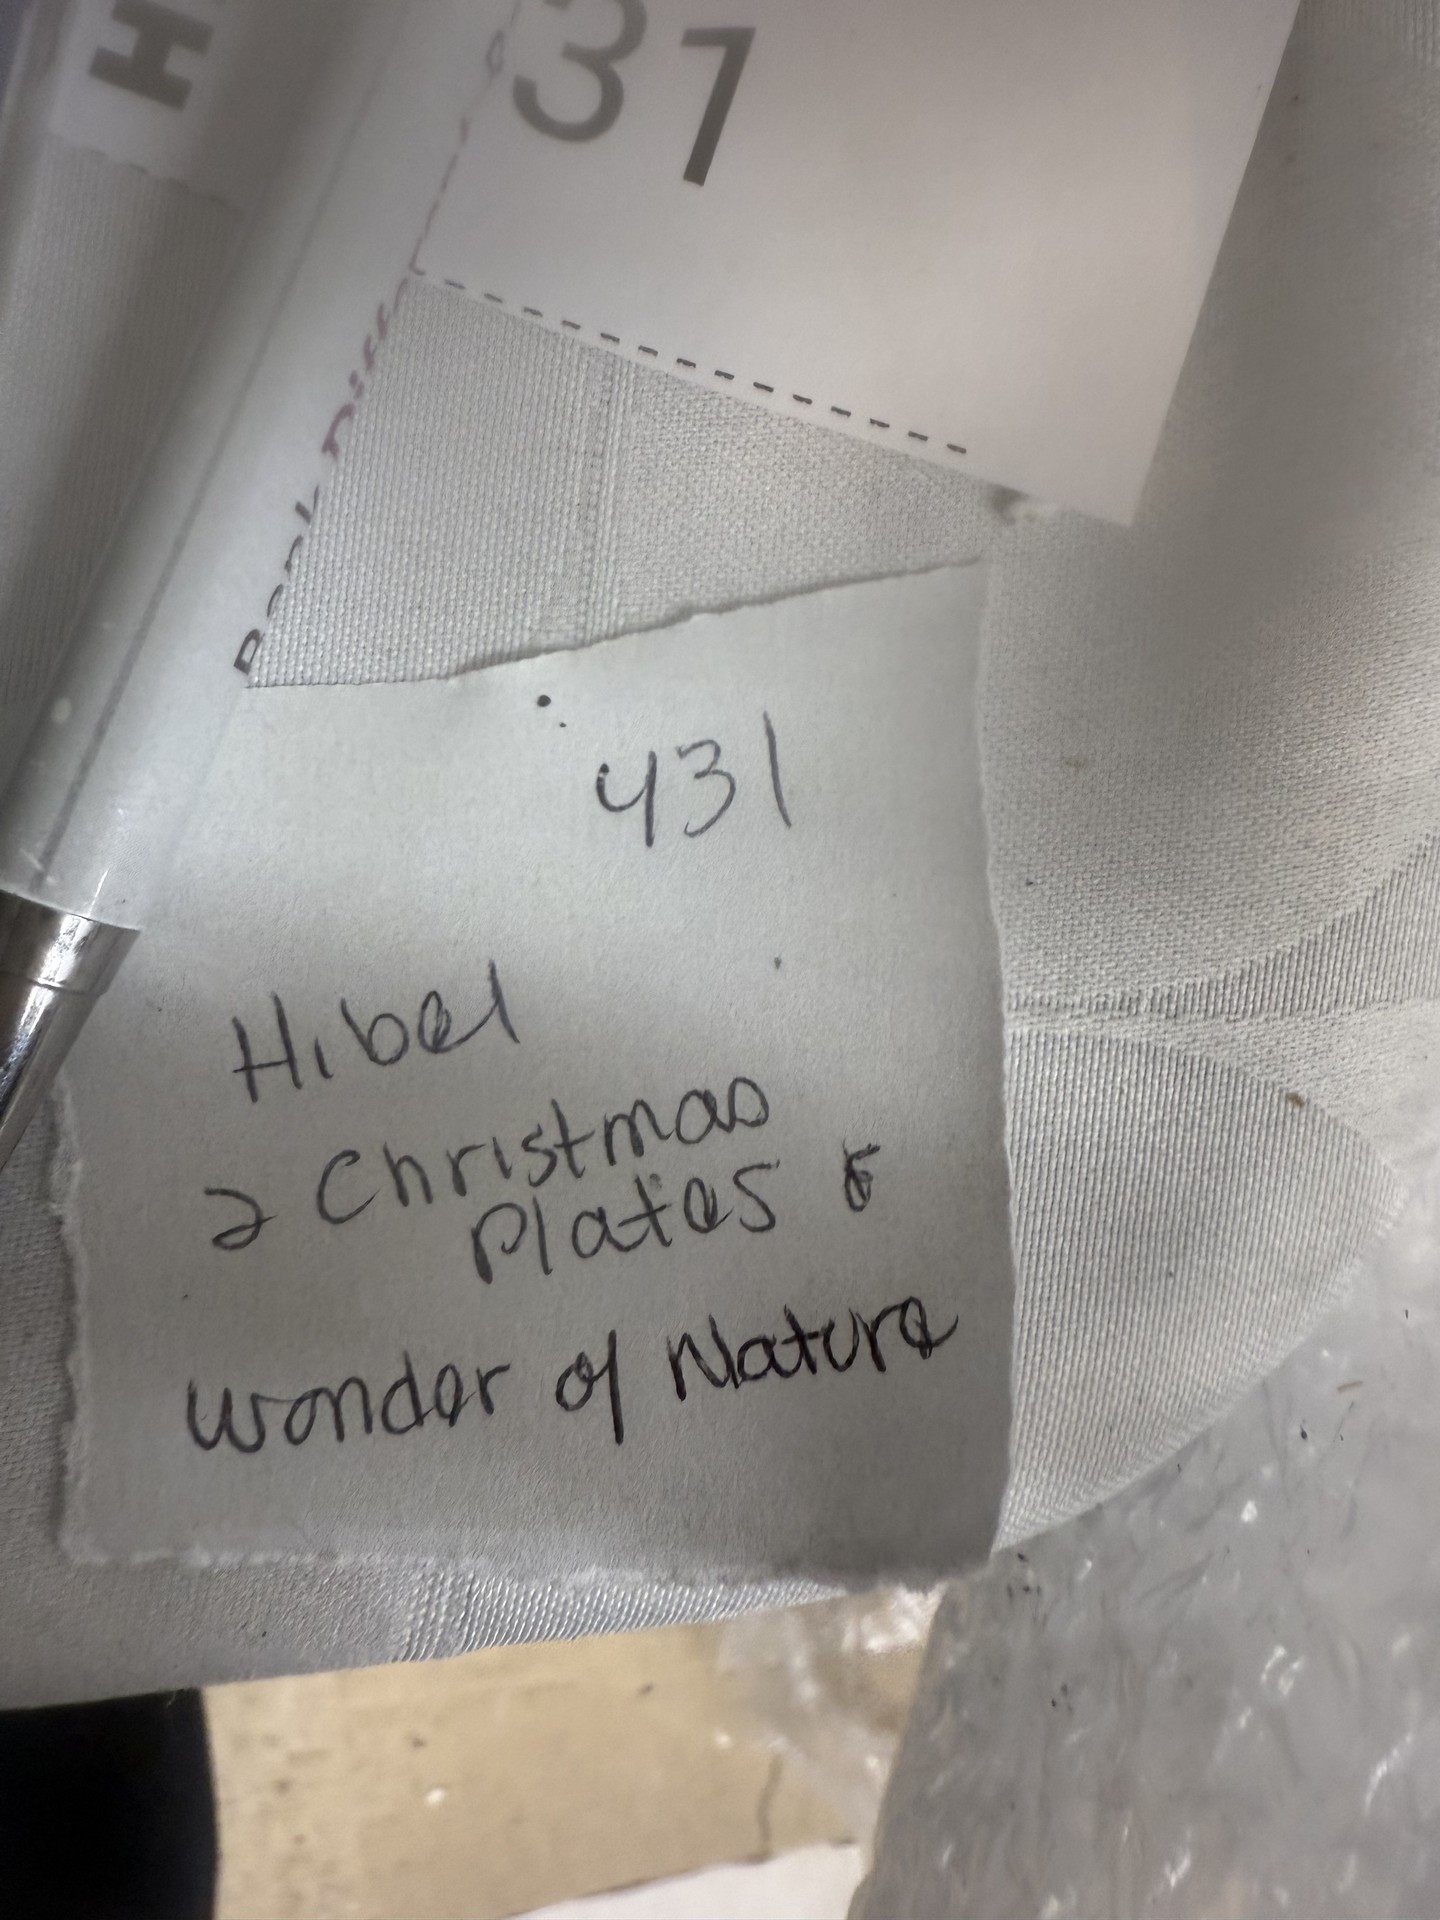 H
31
431
Hibel
2 Christmas
Plates &
Wonder of Nature